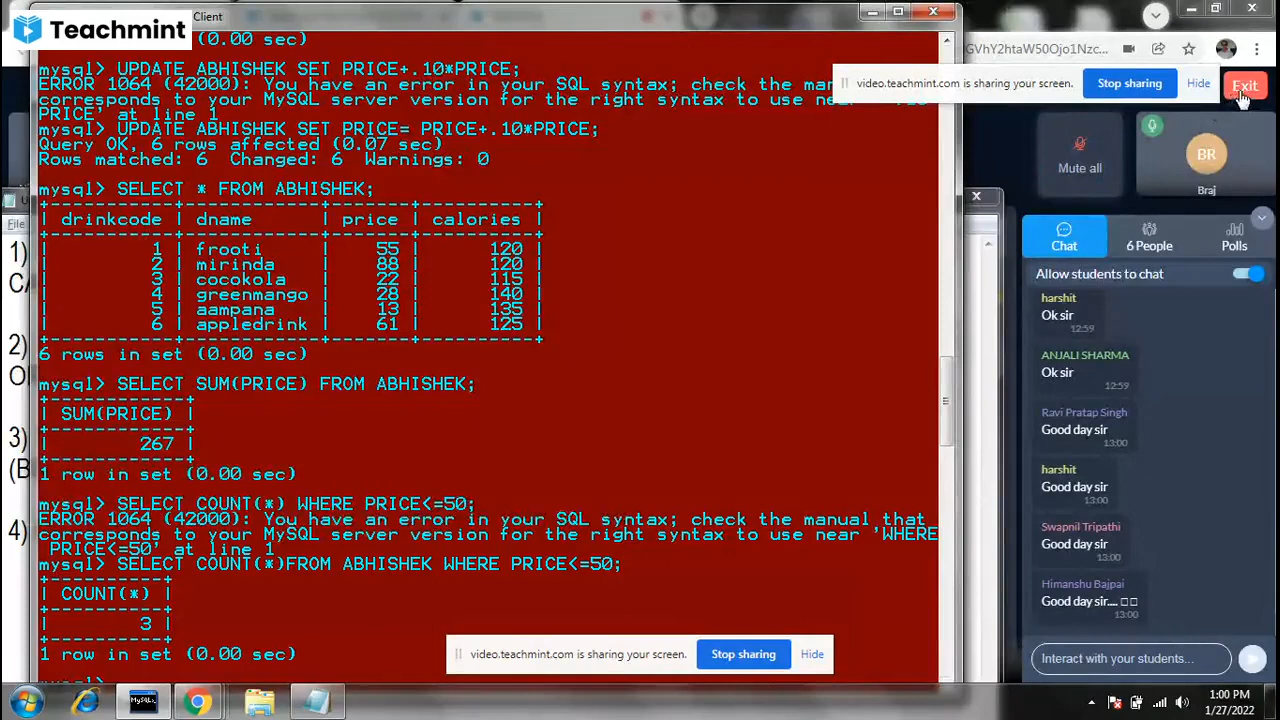 Teachmint
Client
(0.00 sec)
mysql> UPDATE ABHISHEK SET PRICE+.10*PRICE;
ERROR 1064 (42000): You have an error in your SQL syntax; check the manual that
corresponds to your MySQL server version for the right syntax to use near
PRICE' at line 1
mysql> UPDATE ABHISHEK SET PRICE= PRICE+.10*PRICE;
Query OK, 6 rows affected (0.07 sec)
Rows matched: 6  Changed: 6  Warnings: 0
mysql> SELECT * FROM ABHISHEK;
| drinkcode | dname | price | calories |
| 1 | frooti | 55 | 120 |
| 2 | mirinda | 88 | 120 |
| 3 | cocokola | 22 | 115 |
| 4 | greenmango | 28 | 140 |
| 5 | aampana | 13 | 135 |
| 6 | appledrink | 61 | 125 |
6 rows in set (0.00 sec)
mysql> SELECT SUM(PRICE) FROM ABHISHEK;
| SUM(PRICE) |
| 267 |
1 row in set (0.00 sec)
mysql> SELECT COUNT(*) WHERE PRICE<=50;
ERROR 1064 (42000): You have an error in your SQL syntax; check the manual that
corresponds to your MySQL server version for the right syntax to use near 'WHERE
PRICE<=50' at line 1
mysql> SELECT COUNT(*)FROM ABHISHEK WHERE PRICE<=50;
| COUNT(*) |
| 3 |
1 row in set (0.00 sec)
mysql>
File
1)
2)
O
3)
(B
4)
video.teachmint.com is sharing your screen.
Stop sharing
Hide
video.teachmint.com is sharing your screen.
Stop sharing
Hide
GVhY2htaW50Ojo1Nzc...
Exit
Mute all
BR
Braj
Chat
6 People
Polls
Allow students to chat
harshit
Ok sir
12:59
ANJALI SHARMA
Ok sir
12:59
Ravi Pratap Singh
Good day sir
13:00
harshit
Good day sir
13:00
Swapnil Tripathi
Good day sir
13:00
Himanshu Bajpai
Good day sir....
13:00
Interact with your students...
MySQL
1:00 PM
1/27/2022